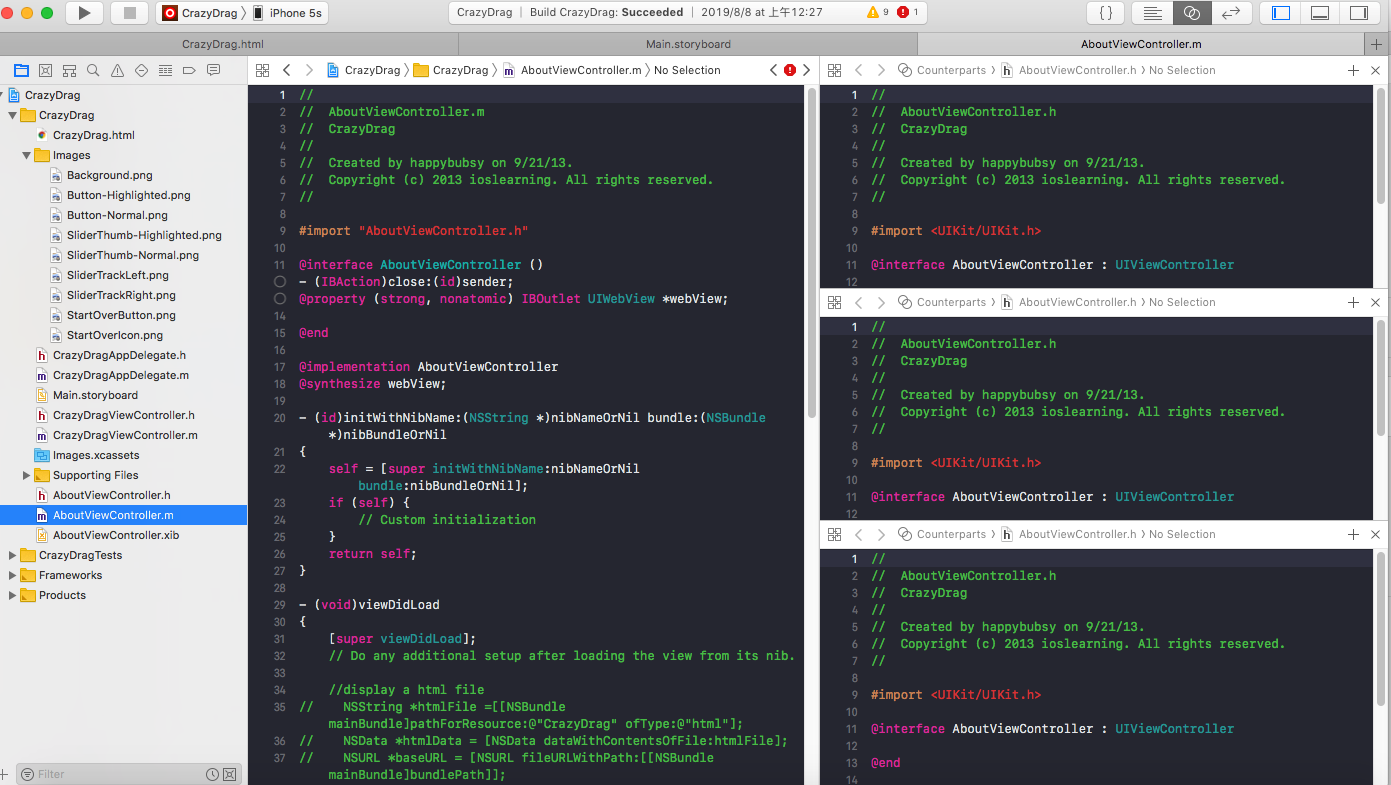 CrazyDrag iPhone 5s
CrazyDrag | Build CrazyDrag: Succeeded | 2019/8/8 at 上午12:27 9 1
{ }
CrazyDrag.html Main.storyboard AboutViewController.m
CrazyDrag
CrazyDrag
CrazyDrag.html
Images
Background.png
Button-Highlighted.png
Button-Normal.png
SliderThumb-Highlighted.png
SliderThumb-Normal.png
SliderTrackLeft.png
SliderTrackRight.png
StartOverButton.png
StartOverIcon.png
h CrazyDragAppDelegate.h
m CrazyDragAppDelegate.m
Main.storyboard
h CrazyDragViewController.h
m CrazyDragViewController.m
Images.xcassets
Supporting Files
h AboutViewController.h
m AboutViewController.m
AboutViewController.xib
CrazyDragTests
Frameworks
Products
Filter
CrazyDrag CrazyDrag m AboutViewController.m No Selection
1 //
2 //  AboutViewController.m
3 //  CrazyDrag
4 //
5 //  Created by happybubsy on 9/21/13.
6 //  Copyright (c) 2013 ioslearning. All rights reserved.
7 //
8
9 #import "AboutViewController.h"
10
11 @interface AboutViewController ()
- (IBAction)close:(id)sender;
@property (strong, nonatomic) IBOutlet UIWebView *webView;
14
15 @end
16
17 @implementation AboutViewController
18 @synthesize webView;
19
20 - (id)initWithNibName:(NSString *)nibNameOrNil bundle:(NSBundle
*)nibBundleOrNil
21 {
22 self = [super initWithNibName:nibNameOrNil
bundle:nibBundleOrNil];
23 if (self) {
24 // Custom initialization
25 }
26 return self;
27 }
28
29 - (void)viewDidLoad
30 {
31 [super viewDidLoad];
32 // Do any additional setup after loading the view from its nib.
33
34 //display a html file
35 //    NSString *htmlFile =[[NSBundle
mainBundle]pathForResource:@"CrazyDrag" ofType:@"html"];
36 //    NSData *htmlData = [NSData dataWithContentsOfFile:htmlFile];
37 //    NSURL *baseURL = [NSURL fileURLWithPath:[[NSBundle
mainBundle]bundlePath]];
Counterparts h AboutViewController.h No Selection
1 //
2 //  AboutViewController.h
3 //  CrazyDrag
4 //
5 //  Created by happybubsy on 9/21/13.
6 //  Copyright (c) 2013 ioslearning. All rights reserved.
7 //
8
9 #import <UIKit/UIKit.h>
10
11 @interface AboutViewController : UIViewController
12
Counterparts h AboutViewController.h No Selection
1 //
2 //  AboutViewController.h
3 //  CrazyDrag
4 //
5 //  Created by happybubsy on 9/21/13.
6 //  Copyright (c) 2013 ioslearning. All rights reserved.
7 //
8
9 #import <UIKit/UIKit.h>
10
11 @interface AboutViewController : UIViewController
12
Counterparts h AboutViewController.h No Selection
1 //
2 //  AboutViewController.h
3 //  CrazyDrag
4 //
5 //  Created by happybubsy on 9/21/13.
6 //  Copyright (c) 2013 ioslearning. All rights reserved.
7 //
8
9 #import <UIKit/UIKit.h>
10
11 @interface AboutViewController : UIViewController
12
13 @end
14